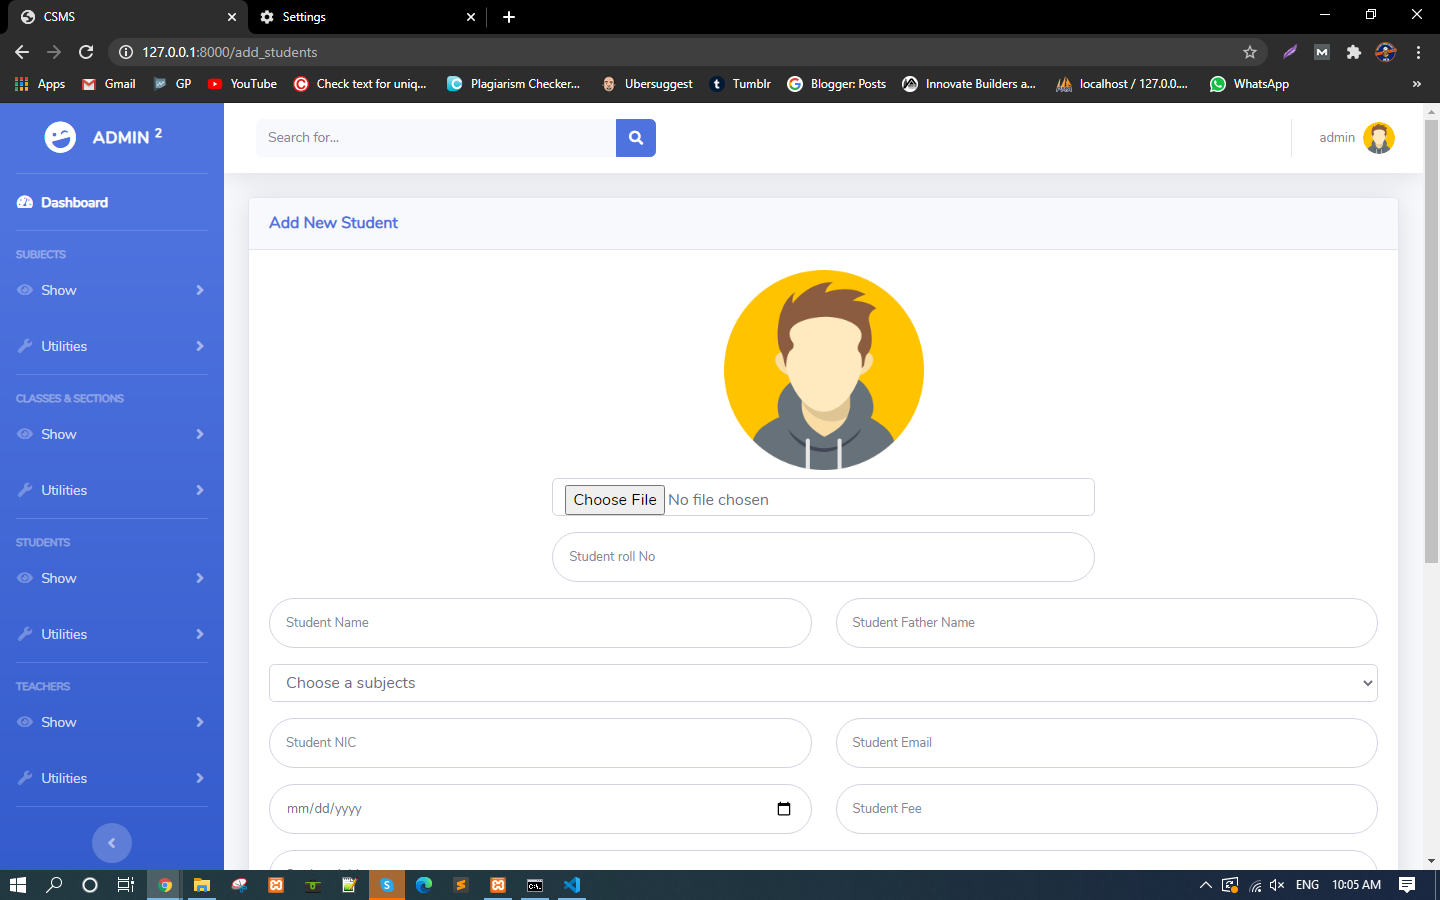 CSMS
Settings
127.0.0.1:8000/add_students
Apps
Gmail
GP
YouTube
Check text for uniq...
Plagiarism Checker...
Ubersuggest
Tumblr
Blogger: Posts
Innovate Builders a...
localhost / 127.0.0....
WhatsApp
»
ADMIN 2
Search for...
admin
Dashboard
SUBJECTS
Show
Utilities
CLASSES & SECTIONS
Show
Utilities
STUDENTS
Show
Utilities
TEACHERS
Show
Utilities
Add New Student
Choose File No file chosen
Student roll No
Student Name
Student Father Name
Choose a subjects
Student NIC
Student Email
mm/dd/yyyy
Student Fee
ENG
10:05 AM